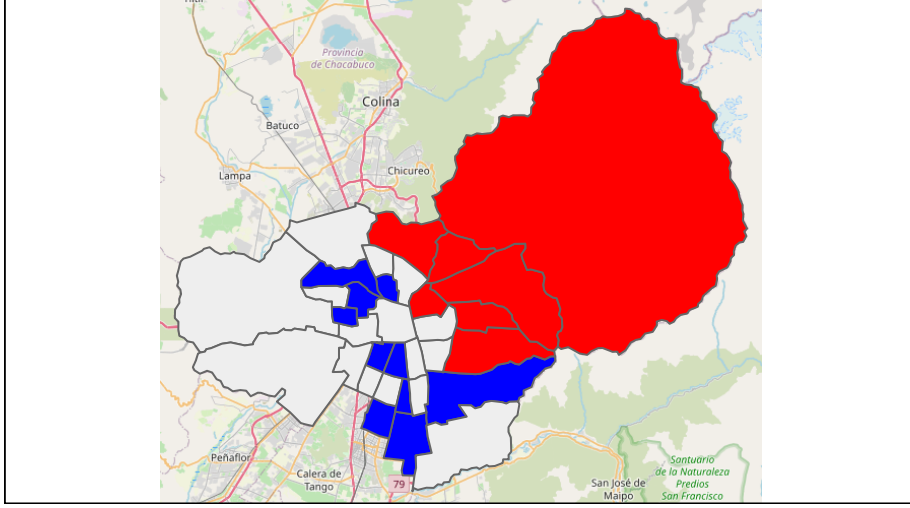 Provincia
de Chacabuco
Colina
Batuco
Chicureo
Lampa
Peñaflor
Calera de
Tango
79
San José de
Maipo
Santuario
de la Naturaleza
Predios
San Francisco